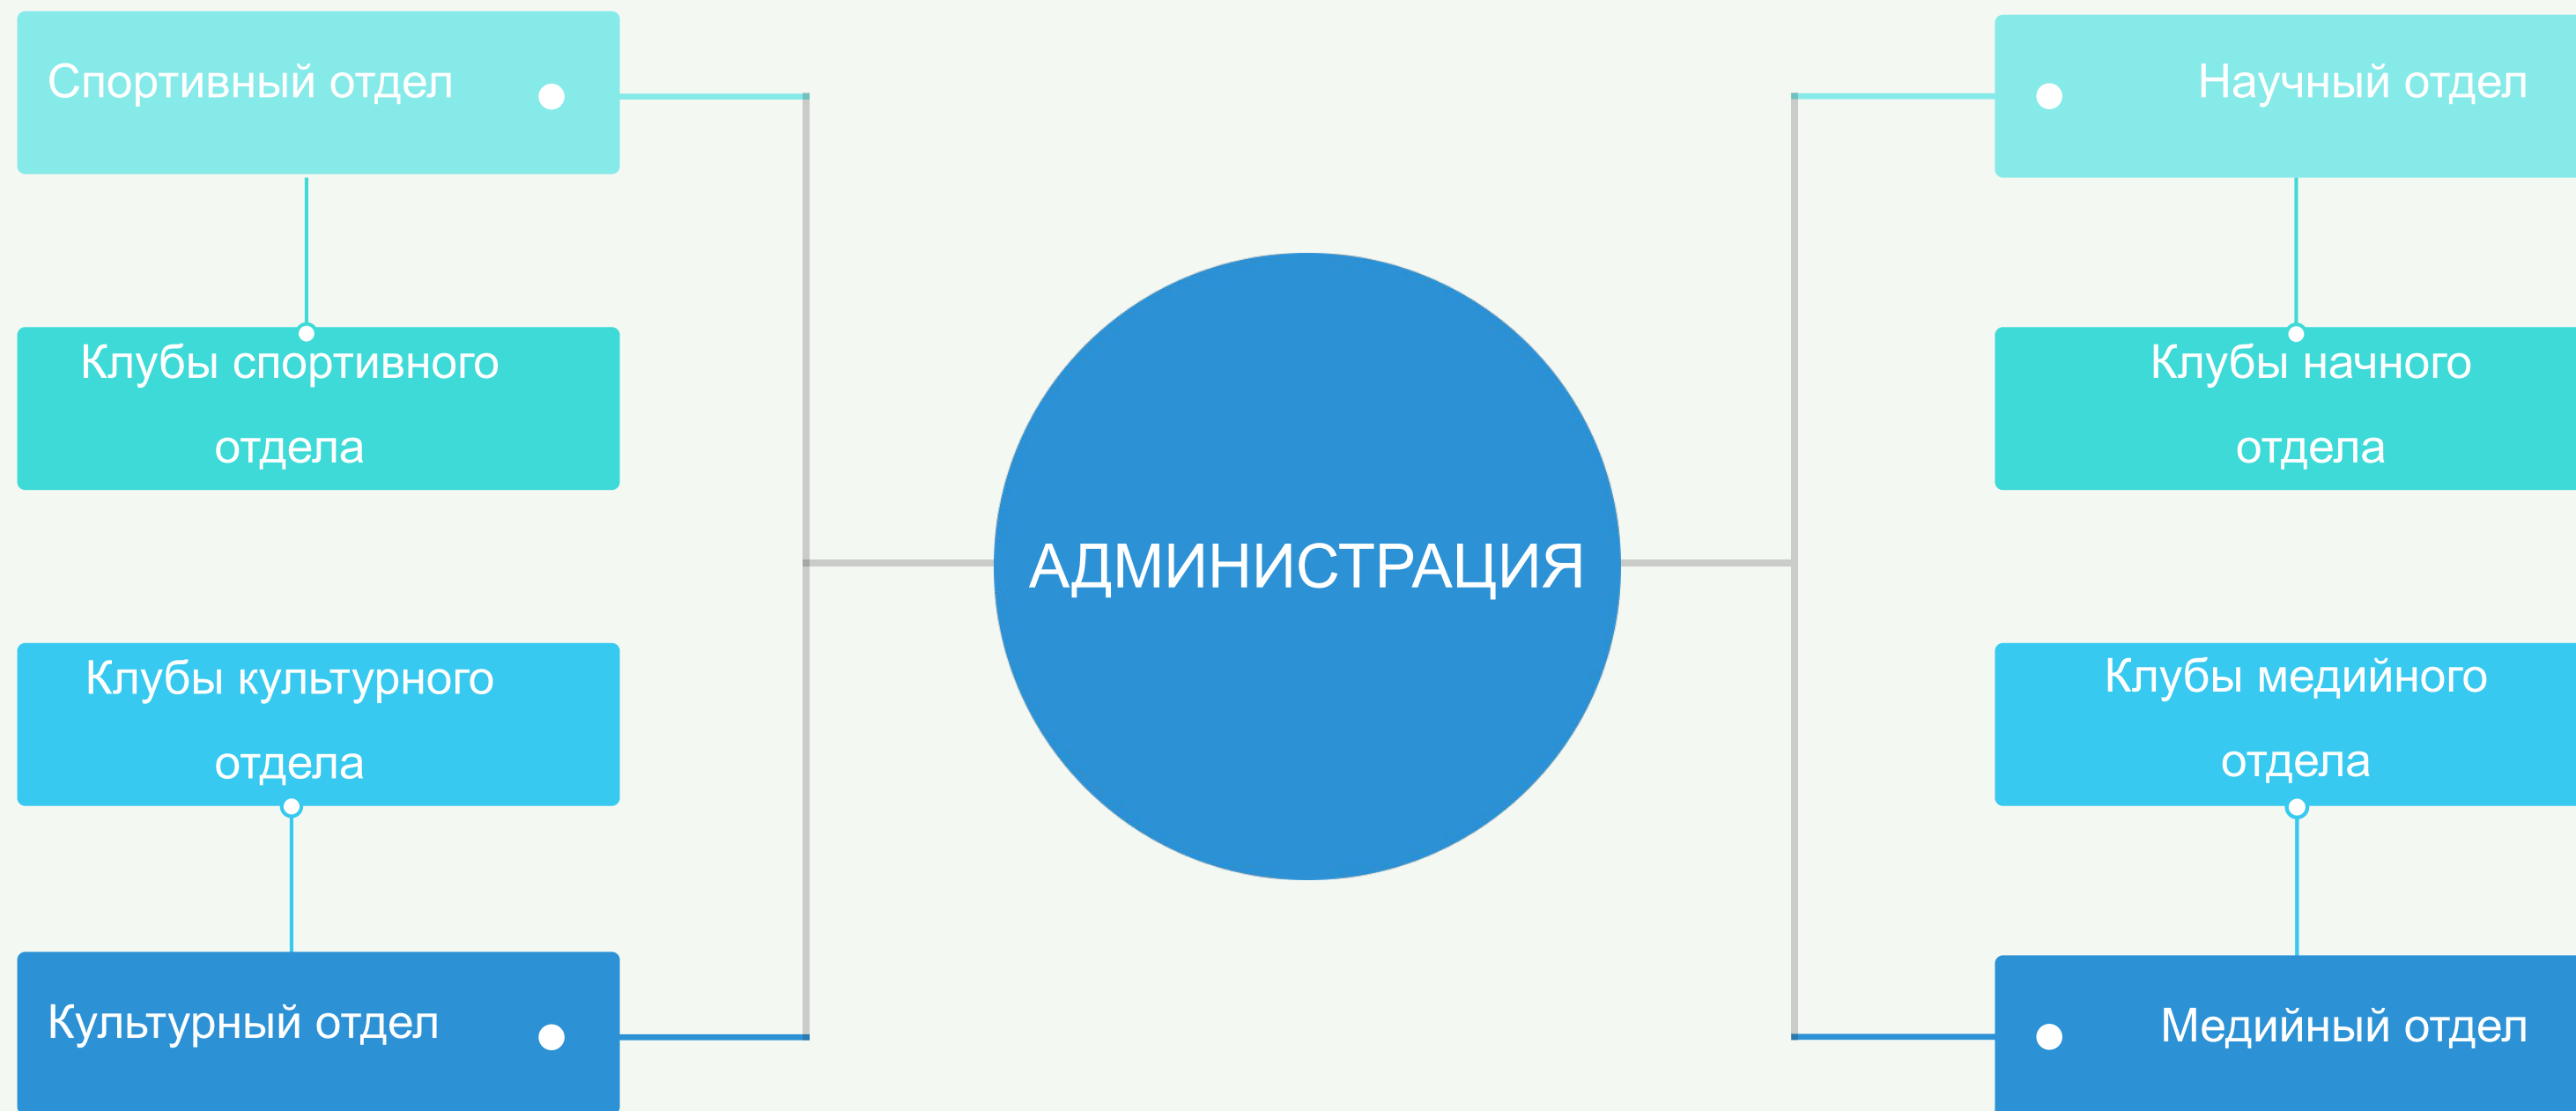 Спортивный отдел
Научный отдел
Клубы спортивного
отдела
Клубы начного
отдела
АДМИНИСТРАЦИЯ
Клубы культурного
отдела
Клубы медийного
отдела
Культурный отдел
Медийный отдел